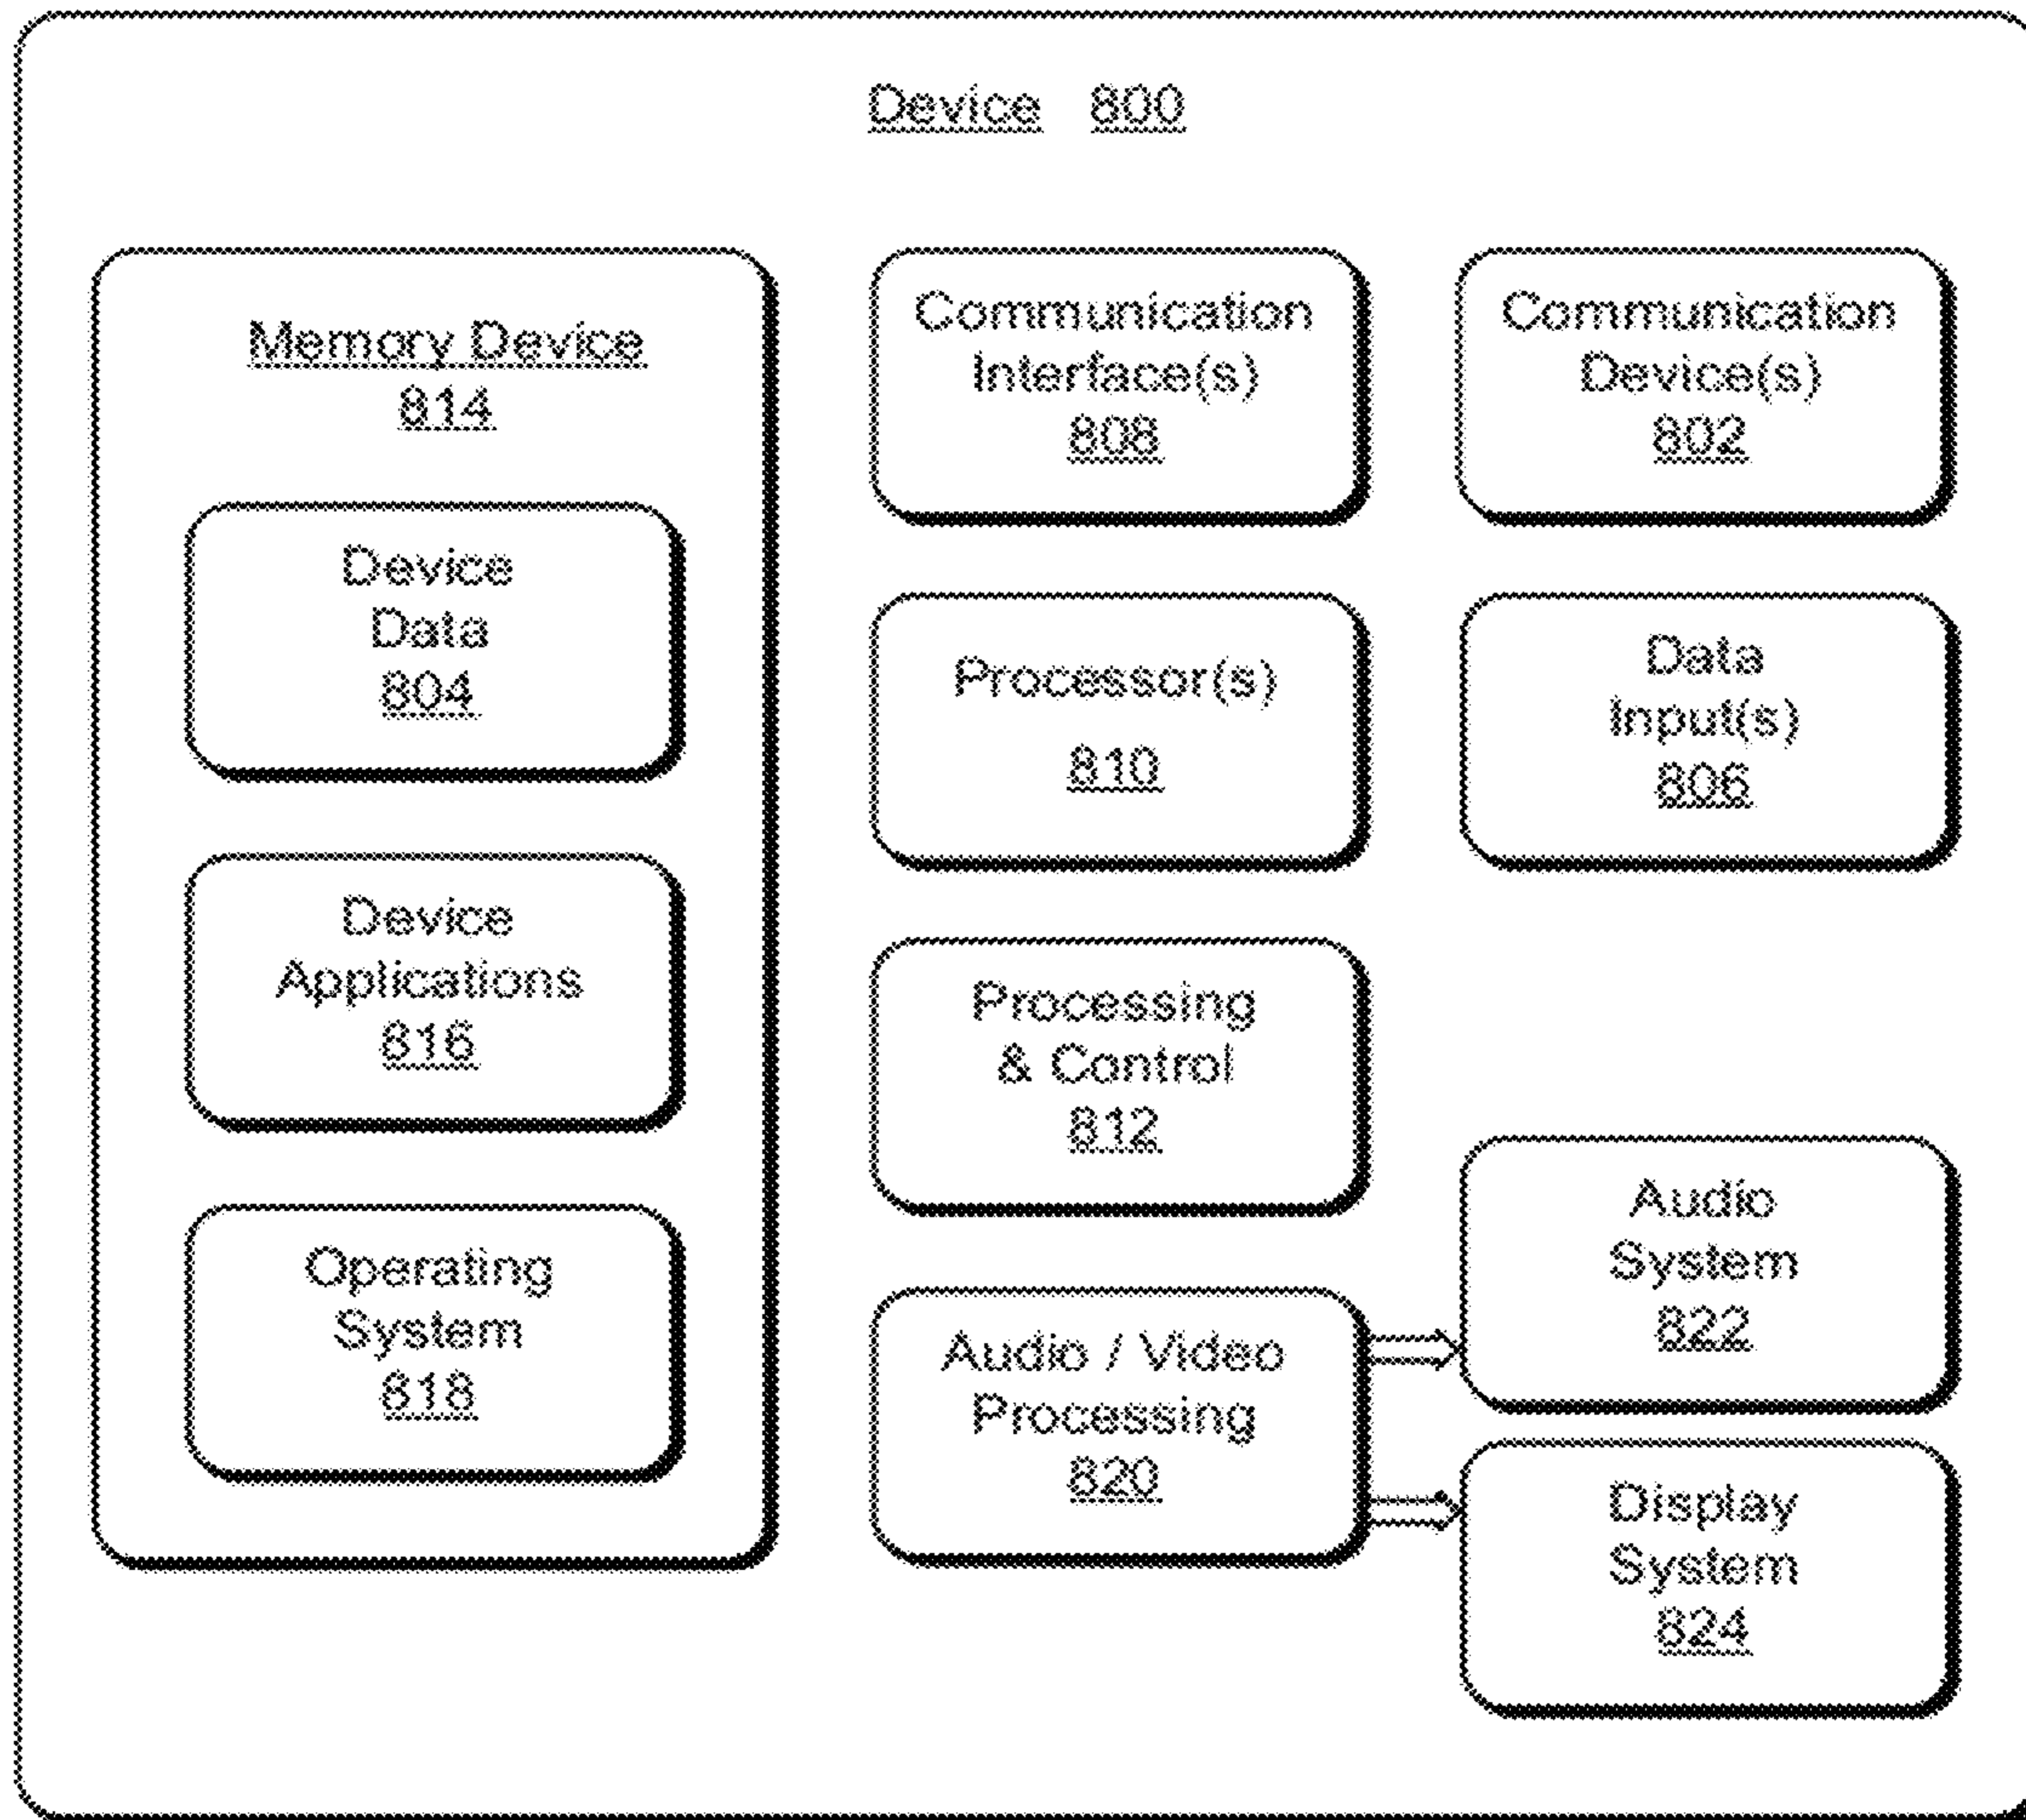 Device 800
Memory Device
814
Device
Data
804
Device
Applications
816
Operating
System
818
Communication
Interface(s)
808
Processor(s)
810
Processing
& Control
812
Audio / Video
Processing
820
Communication
Device(s)
802
Data
Input(s)
806
Audio
System
822
Display
System
824